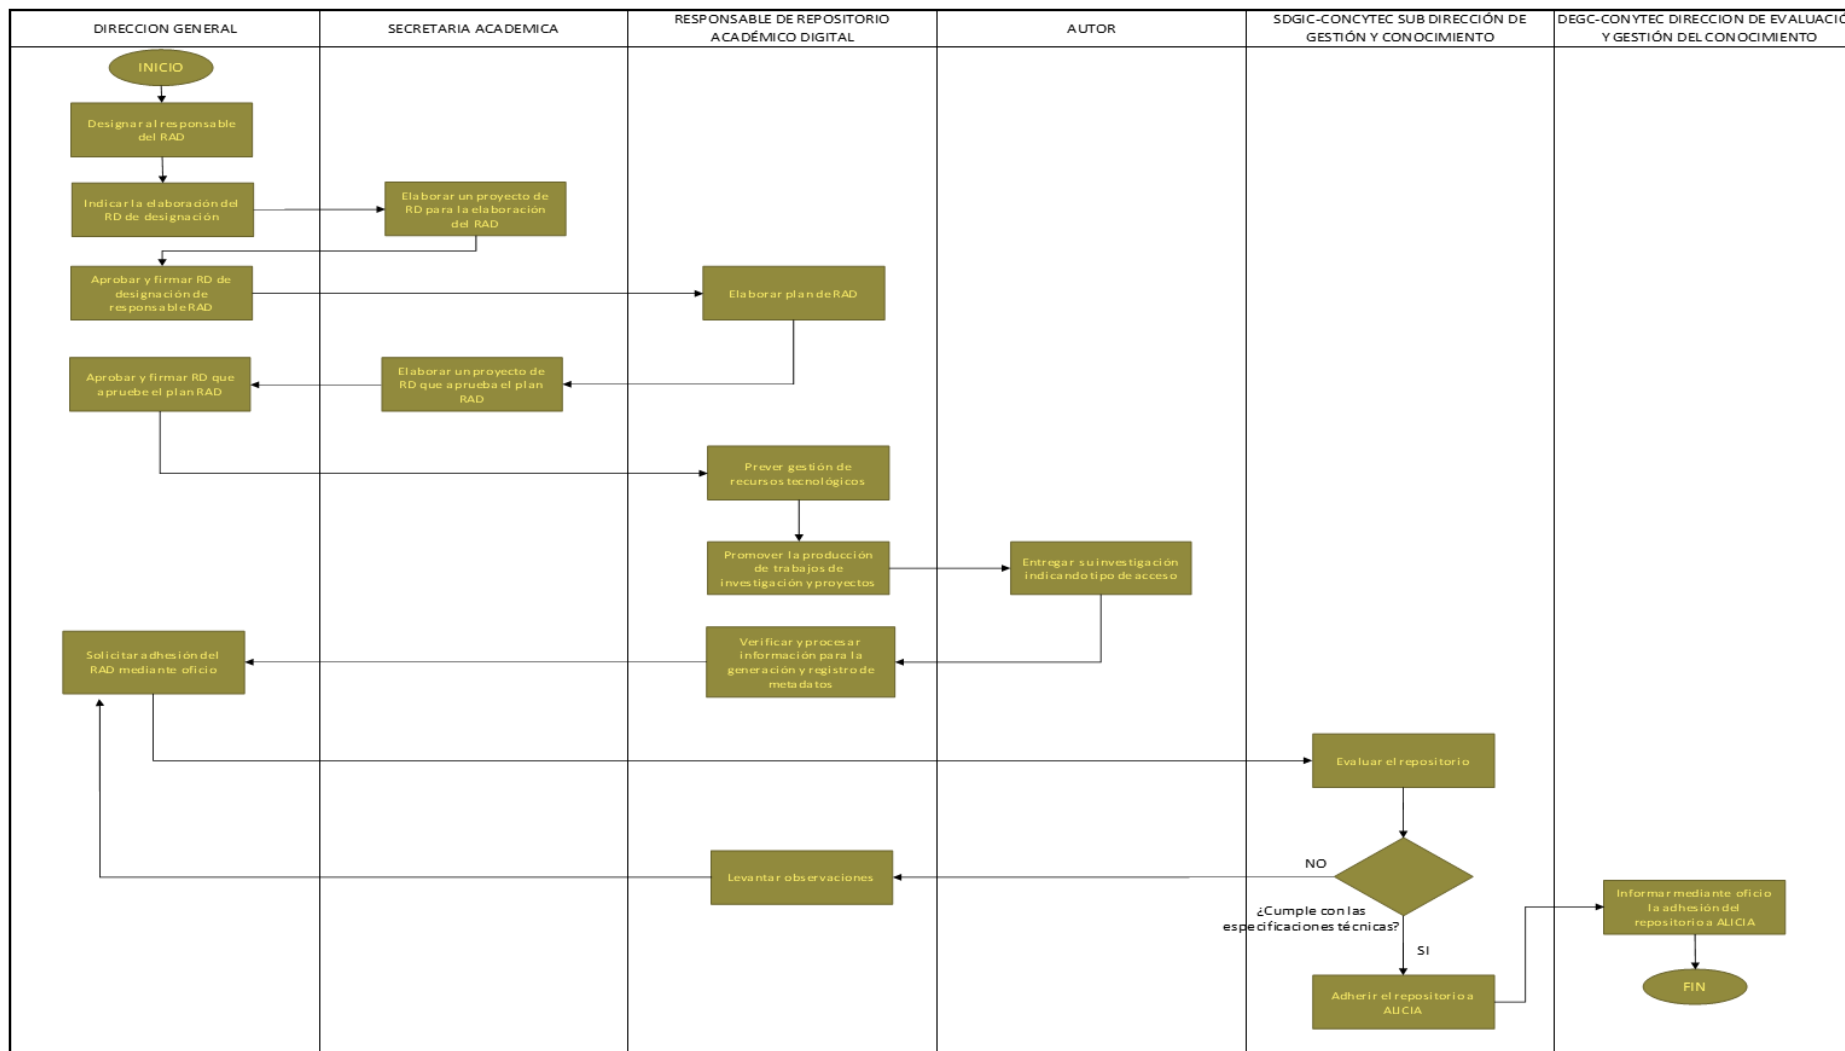 DIRECCION GENERAL
SECRETARIA ACADEMICA
RESPONSABLE DE REPOSITORIO
ACADÉMICO DIGITAL
AUTOR
SDGIC-CONCYTEC SUB DIRECCIÓN DE
GESTIÓN Y CONOCIMIENTO
DEGC-CONYTEC DIRECCION DE EVALUACIÓ
Y GESTIÓN DEL CONOCIMIENTO
INICIO
Designar al responsable
del RAD
Indicar la elaboración del
RD de designación
Elaborar un proyecto de
RD para la elaboración
del RAD
Aprobar y firmar RD de
designación de
responsable RAD
Elaborar plan de RAD
Aprobar y firmar RD que
apruebe el plan RAD
Elaborar un proyecto de
RD que aprueba el plan
RAD
Prever gestión de
recursos tecnológicos
Promover la producción
de trabajos de
investigación y proyectos
Entregar su investigación
indicando tipo de acceso
Solicitar adhesión del
RAD mediante oficio
Verificar y procesar
información para la
generación y registro de
metadatos
Evaluar el repositorio
NO
Levantar observaciones
¿Cumple con las
especificaciones técnicas?
SI
Informar mediante oficio
la adhesión del
repositorio a ALICIA
Adherir el repositorio a
ALICIA
FIN